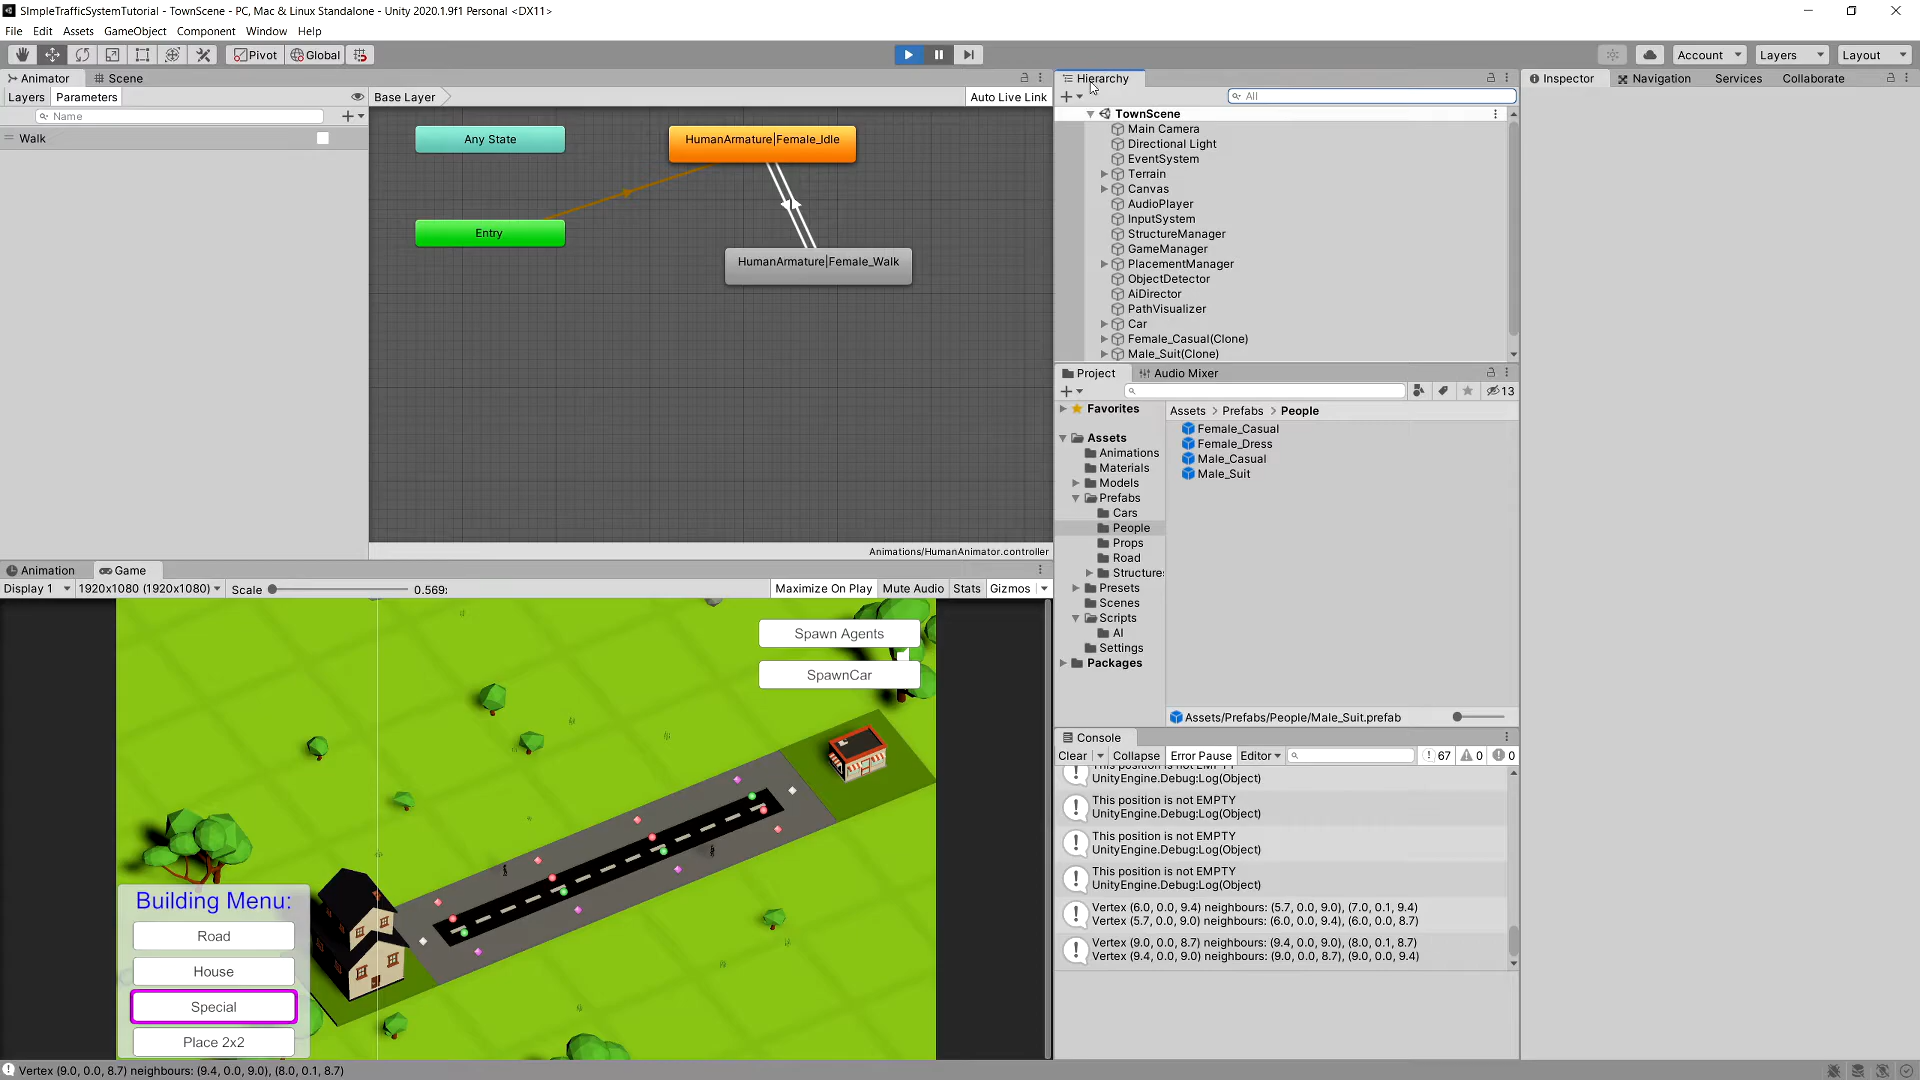 SImpleTrafficSystemTutorial - TownScene - PC, Mac & Linux Standalone - Unity 2020.1.9f1 Personal <DX11>
File Edit Assets GameObject Component Window Help
Pivot Global Account Layers Layout
Animator Scene
Layers Parameters Base Layer Auto Live Link
Name
Walk
Any State
HumanArmature|Female_Idle
Entry
HumanArmature|Female_Walk
Animations/HumanAnimator.controller
Hierarchy
All
TownScene
Main Camera
Directional Light
EventSystem
Terrain
Canvas
AudioPlayer
InputSystem
StructureManager
GameManager
PlacementManager
ObjectDetector
AiDirector
PathVisualizer
Car
Female_Casual(Clone)
Male_Suit(Clone)
Inspector Navigation Services Collaborate
Project Audio Mixer
13
Favorites
Assets
Animations
Materials
Models
Prefabs
Cars
People
Props
Road
Structure
Presets
Scenes
Scripts
AI
Settings
Packages
Assets > Prefabs > People
Female_Casual
Female_Dress
Male_Casual
Male_Suit
Assets/Prefabs/People/Male_Suit.prefab
Animation Game
Display 1 1920x1080 (1920x1080) Scale 0.569 Maximize On Play Mute Audio Stats Gizmos
Spawn Agents
SpawnCar
Building Menu:
Road
House
Special
Place 2x2
Console
Clear Collapse Error Pause Editor 67 0 0
This position is not EMPTY
UnityEngine.Debug:Log(Object)
This position is not EMPTY
UnityEngine.Debug:Log(Object)
This position is not EMPTY
UnityEngine.Debug:Log(Object)
This position is not EMPTY
UnityEngine.Debug:Log(Object)
Vertex (6.0, 0.0, 9.4) neighbours: (5.7, 0.0, 9.0), (7.0, 0.1, 9.4)
Vertex (5.7, 0.0, 9.0) neighbours: (6.0, 0.0, 9.4), (6.0, 0.0, 8.7)
Vertex (9.0, 0.0, 8.7) neighbours: (9.4, 0.0, 9.0), (8.0, 0.1, 8.7)
Vertex (9.4, 0.0, 9.0) neighbours: (9.0, 0.0, 8.7), (9.0, 0.0, 9.4)
Vertex (9.0, 0.0, 8.7) neighbours: (9.4, 0.0, 9.0), (8.0, 0.1, 8.7)